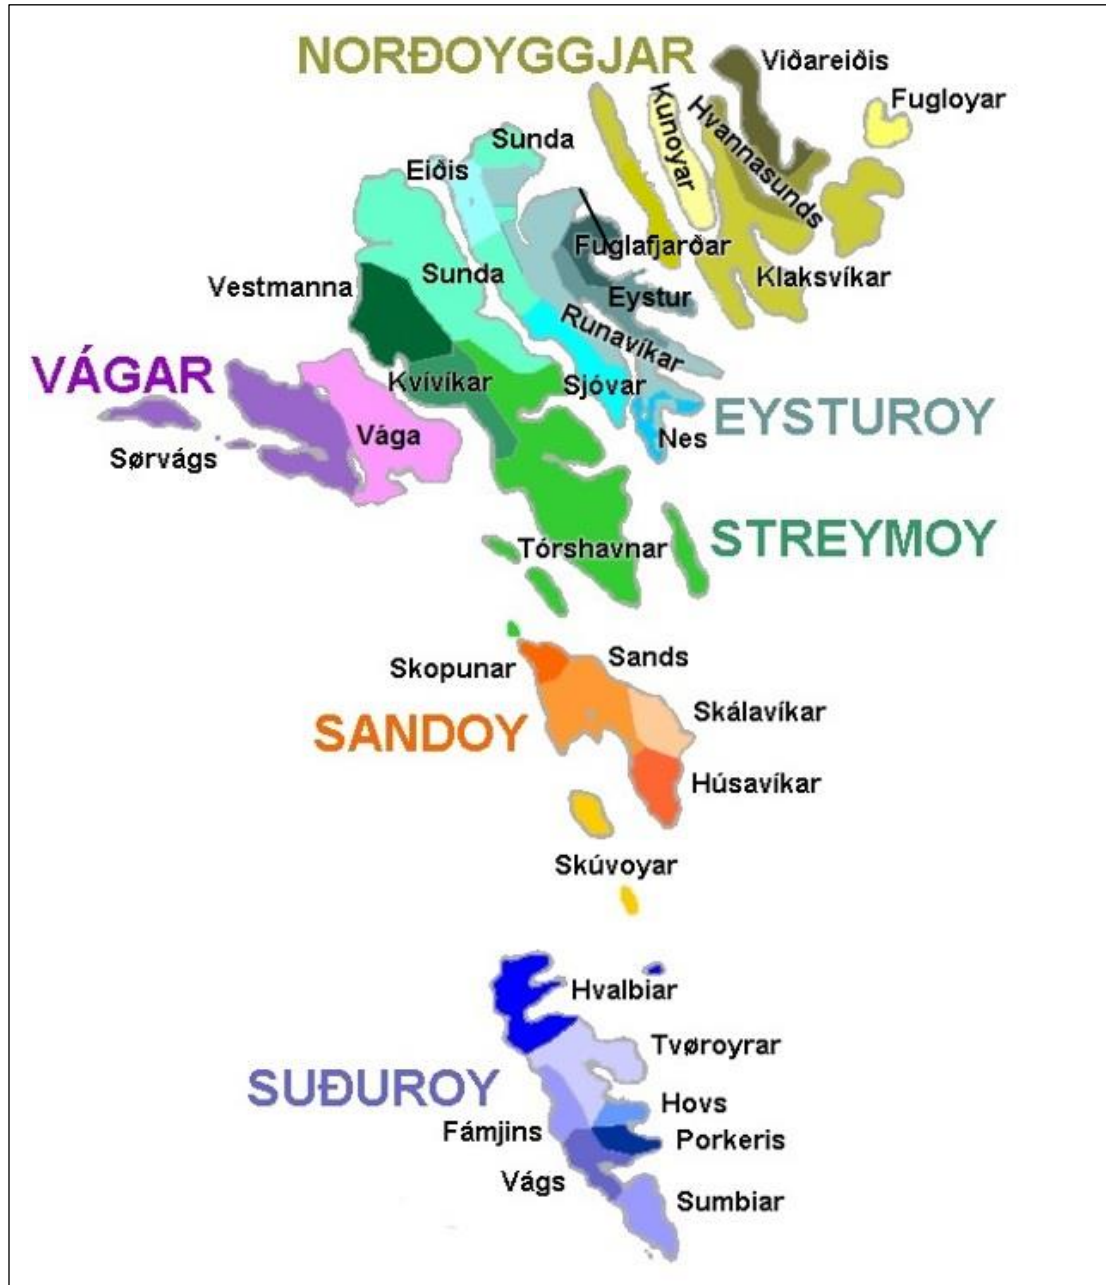 NORÐOYGGJAR
Viðareiðis
Fugloyar
Kunoyar
Hvannasunds
Sunda
Eiðis
Fuglafjarðar
Klaksvíkar
Vestmanna
Sunda
Eystur
Runavíkar
VÁGAR
Kvívíkar
Sjóvar
EYSTUROY
Nes
Vága
Sørvágs
Tórshavnar
STREYMOY
Skopunar
Sands
Skálavíkar
SANDOY
Húsavíkar
Skúvoyar
Hvalbiar
Tvøroyrar
SUÐUROY
Hovs
Fámjins
Porkeris
Vágs
Sumbiar